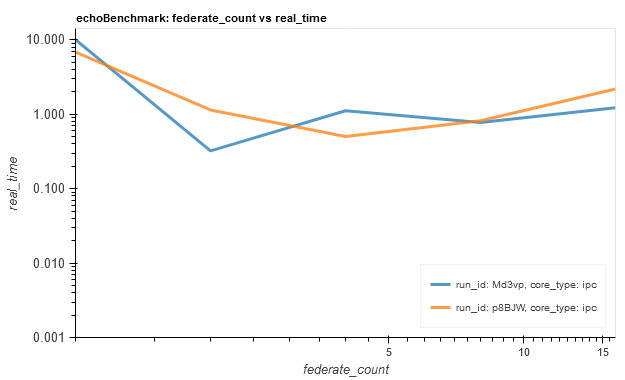 echoBenchmark: federate_count vs real_time
10.000
1.000
0.100
0.010
0.001
real_time
run_id: Md3vp, core_type: ipc
run_id: p8BJW, core_type: ipc
5
10
15
federate_count